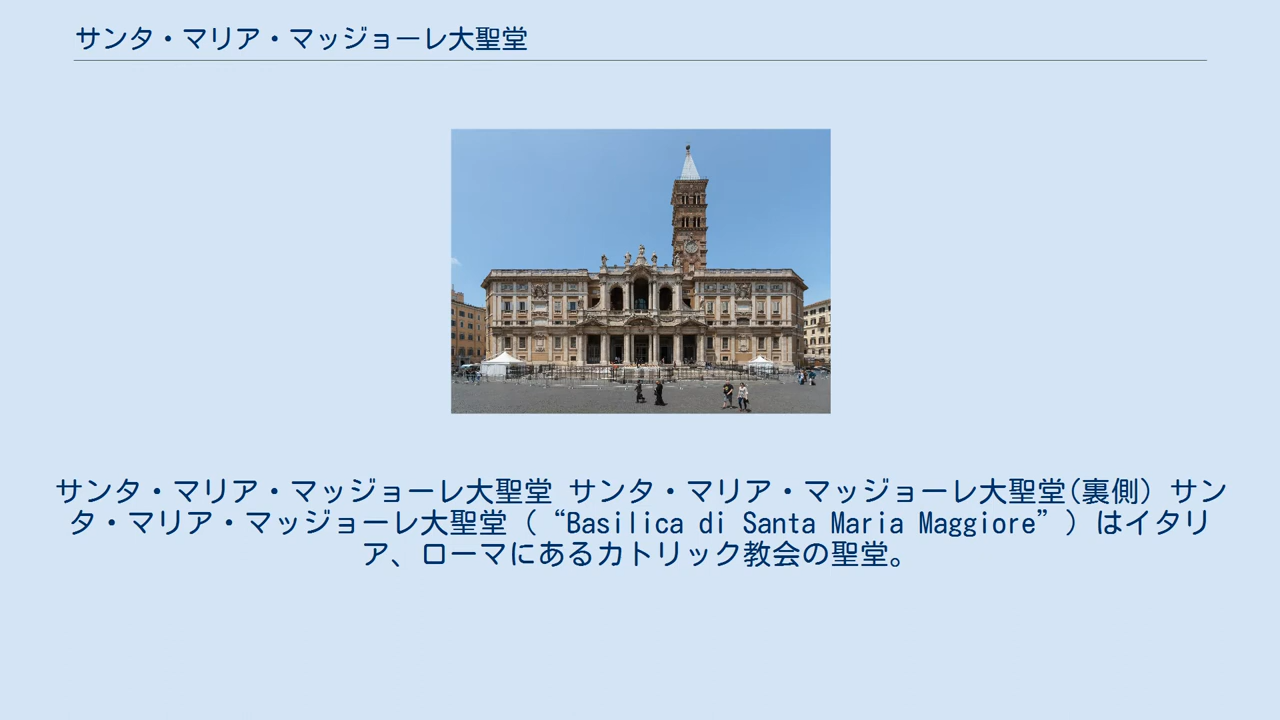 サンタ・マリア・マッジョーレ大聖堂
サンタ・マリア・マッジョーレ大聖堂 サンタ・マリア・マッジョーレ大聖堂(裏側) サン
タ・マリア・マッジョーレ大聖堂（“Basilica di Santa Maria Maggiore”）はイタリ
ア、ローマにあるカトリック教会の聖堂。